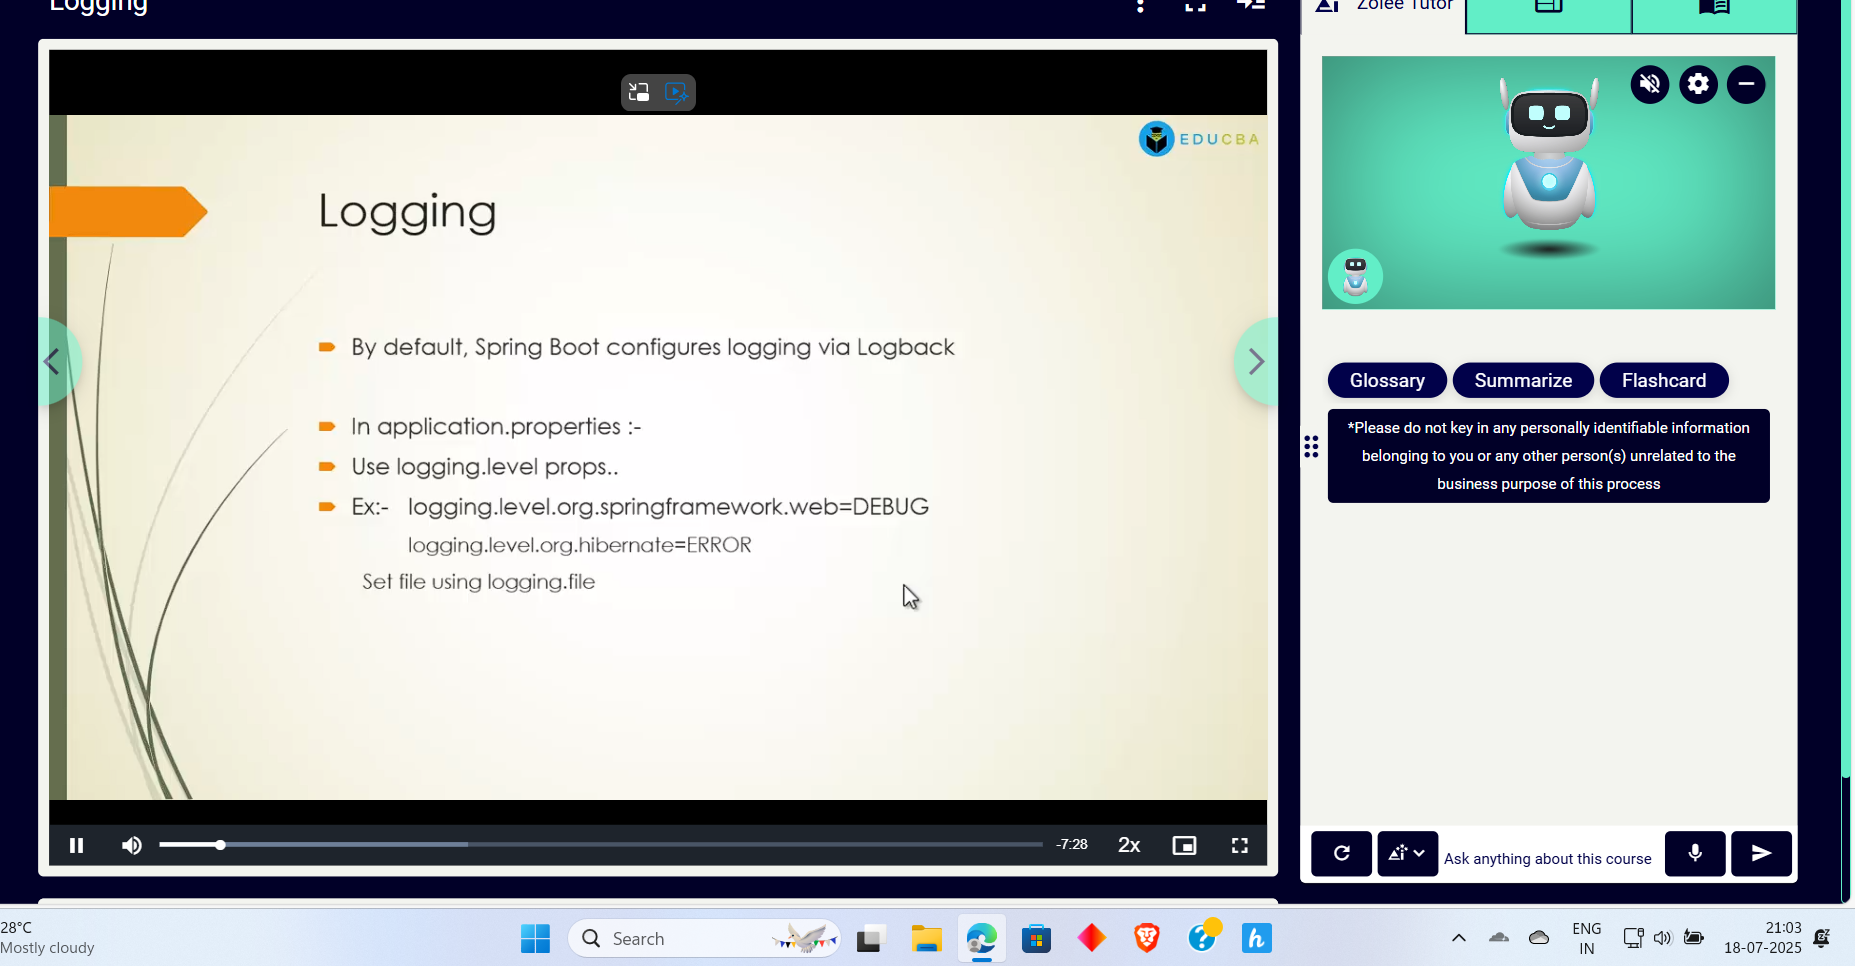 Logging
Zolee Tutor
EDUCBA
Logging
By default, Spring Boot configures logging via Logback
In application.properties :-
Use logging.level props..
Ex:- logging.level.org.springframework.web=DEBUG
logging.level.org.hibernate=ERROR
Set file using logging.file
-7:28
2x
Glossary
Summarize
Flashcard
*Please do not key in any personally identifiable information
belonging to you or any other person(s) unrelated to the
business purpose of this process
Ask anything about this course
28°C
Mostly cloudy
Search
ENG
IN
21:03
18-07-2025